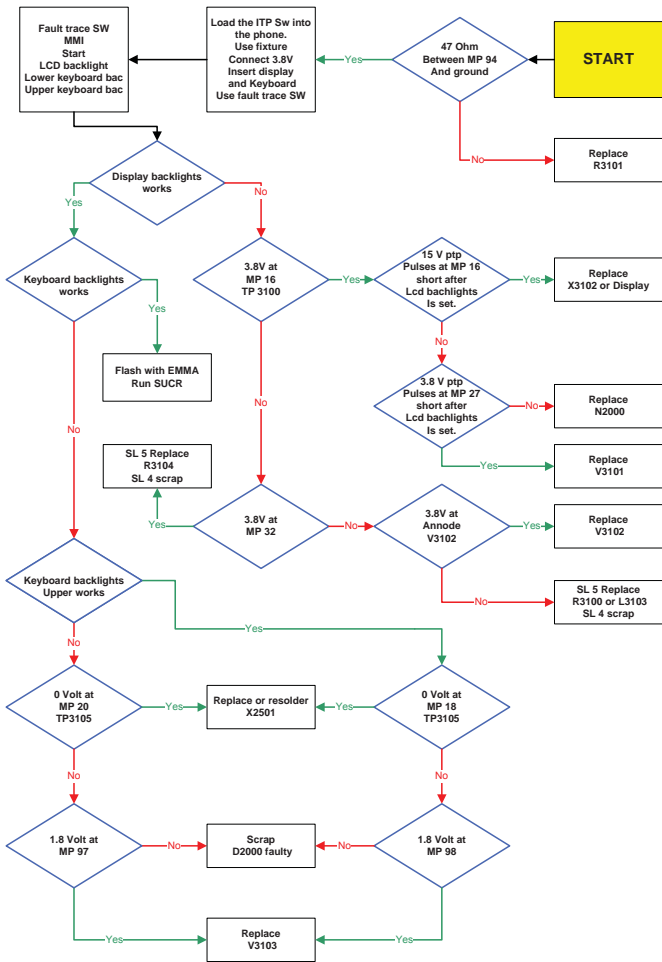 Fault trace SW
MMI
Start
LCD backlight
Lower keyboard bac
Upper keyboard bac
Load the ITP Sw into
the phone.
Use fixture
Connect 3.8V
Insert display
and Keyboard
Use fault trace SW
Yes
47 Ohm
Between MP 94
And ground
START
No
Replace
R3101
Display backlights
works
Yes
No
Keyboard backlights
works
Yes
3.8V at
MP 16
TP 3100
Yes
15 V ptp
Pulses at MP 16
short after
Lcd bachlights
Is set.
Yes
Replace
X3102 or Display
No
Flash with EMMA
Run SUCR
3.8 V ptp
Pulses at MP 27
short after
Lcd bachlights
Is set.
No
Replace
N2000
No
No
Yes
Replace
V3101
SL 5 Replace
R3104
SL 4 scrap
Yes
3.8V at
MP 32
No
3.8V at
Annode
V3102
Yes
Replace
V3102
Keyboard backlights
Upper works
No
SL 5 Replace
R3100 or L3103
SL 4 scrap
Yes
No
0 Volt at
MP 20
TP3105
Yes
Replace or resolder
X2501
Yes
0 Volt at
MP 18
TP3105
No
No
1.8 Volt at
MP 97
No
Scrap
D2000 faulty
No
1.8 Volt at
MP 98
Yes
Replace
V3103
Yes